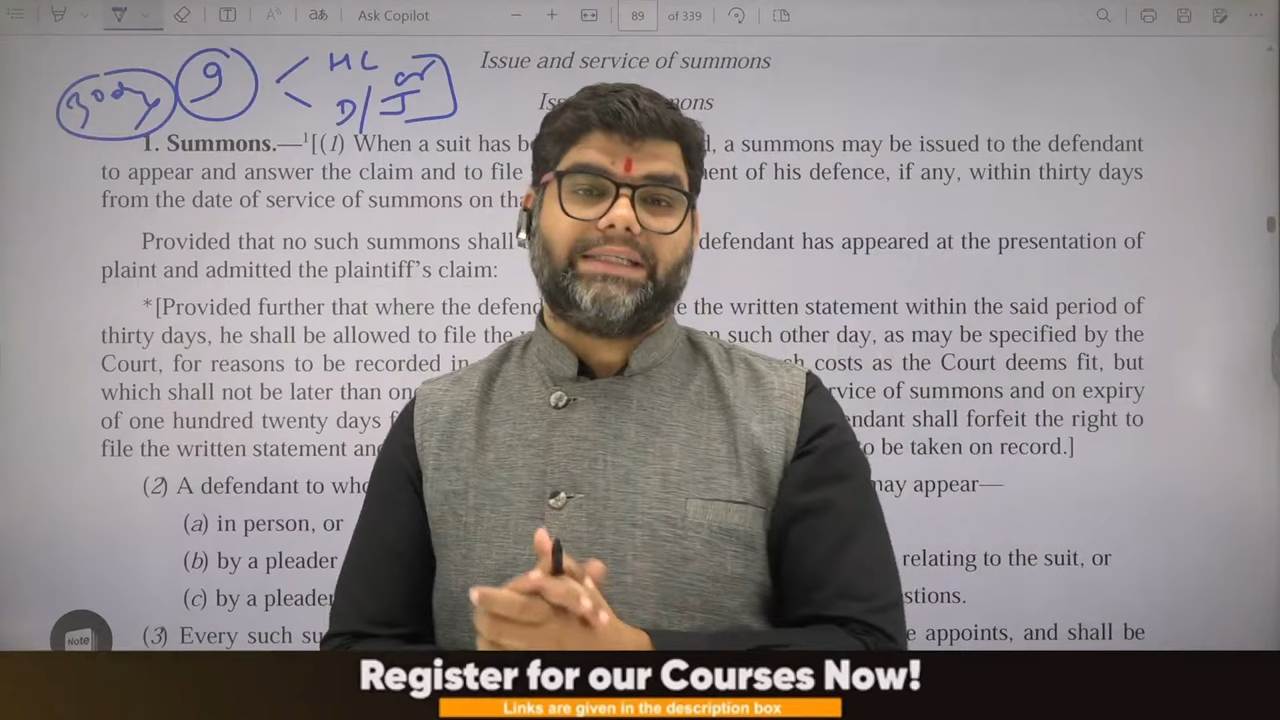 Ask Copilot
89 of 339
Issue and service of summons
Body 9 < HC
D/J
Iss mons
1. Summons.—¹[(1) When a suit has be d, a summons may be issued to the defendant
to appear and answer the claim and to file ent of his defence, if any, within thirty days
from the date of service of summons on tha
Provided that no such summons shall defendant has appeared at the presentation of
plaint and admitted the plaintiff's claim:
*[Provided further that where the defend e the written statement within the said period of
thirty days, he shall be allowed to file the n such other day, as may be specified by the
Court, for reasons to be recorded in ch costs as the Court deems fit, but
which shall not be later than one rvice of summons and on expiry
of one hundred twenty days f endant shall forfeit the right to
file the written statement and o be taken on record.]
(2) A defendant to who may appear—
(a) in person, or
(b) by a pleader relating to the suit, or
(c) by a pleader stions.
(3) Every such su e appoints, and shall be
Note
Register for our Courses Now!
Links are given in the description box